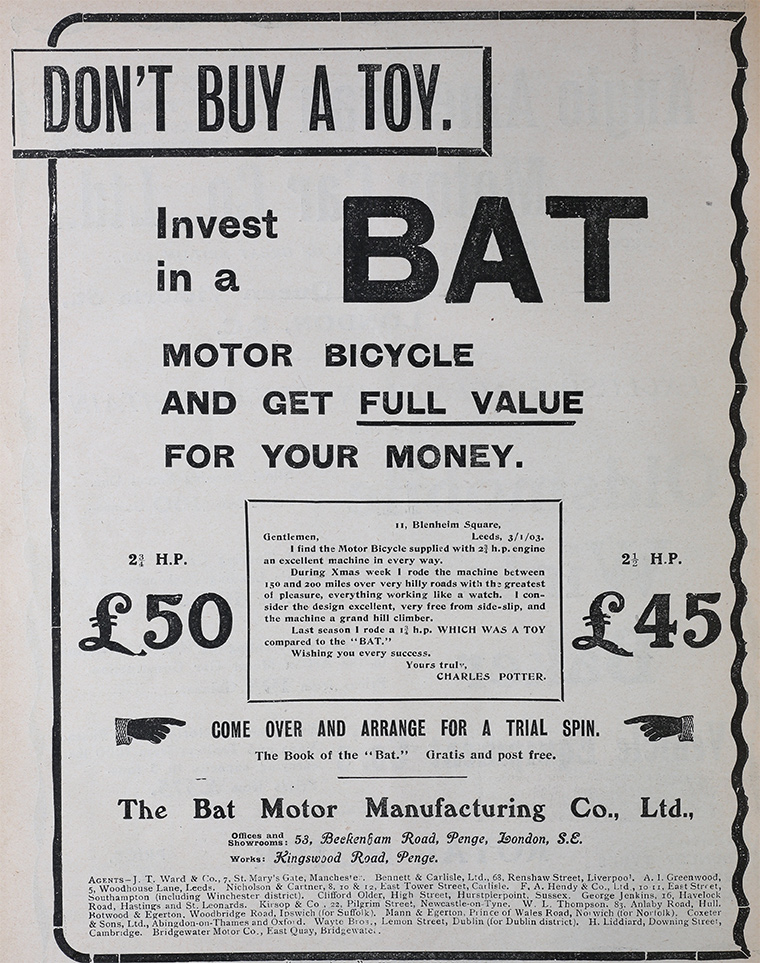 DON'T BUY A TOY.
Invest
in a
BAT
MOTOR BICYCLE
AND GET FULL VALUE
FOR YOUR MONEY.
2¾ H.P.
£50
11, Blenheim Square,
Gentlemen, Leeds, 3/1/03.
I find the Motor Bicycle supplied with 2¾ h.p. engine
an excellent machine in every way.
During Xmas week I rode the machine between
150 and 200 miles over very hilly roads with the greatest
of pleasure, everything working like a watch. I con-
sider the design excellent, very free from side-slip, and
the machine a grand hill climber.
Last season I rode a 1¾ h.p. WHICH WAS A TOY
compared to the "BAT."
Wishing you every success.
Yours truly,
CHARLES POTTER.
2½ H.P.
£45
COME OVER AND ARRANGE FOR A TRIAL SPIN.
The Book of the "Bat." Gratis and post free.
The Bat Motor Manufacturing Co., Ltd.,
Offices and Showrooms: 53, Beckenham Road, Penge, London, S.E.
Works: Kingswood Road, Penge.
AGENTS—J. T. Ward & Co., 7, St. Mary's Gate, Manchester. Bennett & Carlisle, Ltd., 68, Renshaw Street, Liverpool. A. I. Greenwood,
5, Woodhouse Lane, Leeds. Nicholson & Cartner, 8, 10 & 12, East Tower Street, Carlisle. F. A. Hendy & Co., Ltd., 10 11, East Street,
Southampton (including Winchester district). Clifford Older, High Street, Hurstpierpoint, Sussex. George Jenkins, 16, Havelock
Road, Hastings and St. Leonards. Kirsop & Co., 22, Pilgrim Street, Newcastle-on-Tyne. W. L. Thompson, 83, Anlaby Road, Hull.
Botwood & Egerton, Woodbridge Road, Ipswich (for Suffolk). Mann & Egerton, Prince of Wales Road, Norwich (for Norfolk). Coxeter
& Sons, Ltd., Abingdon-on-Thames and Oxford. Wayte Bros., Lemon Street, Dublin (for Dublin district). H. Liddiard, Downing Street,
Cambridge. Bridgewater Motor Co., East Quay, Bridgewater.